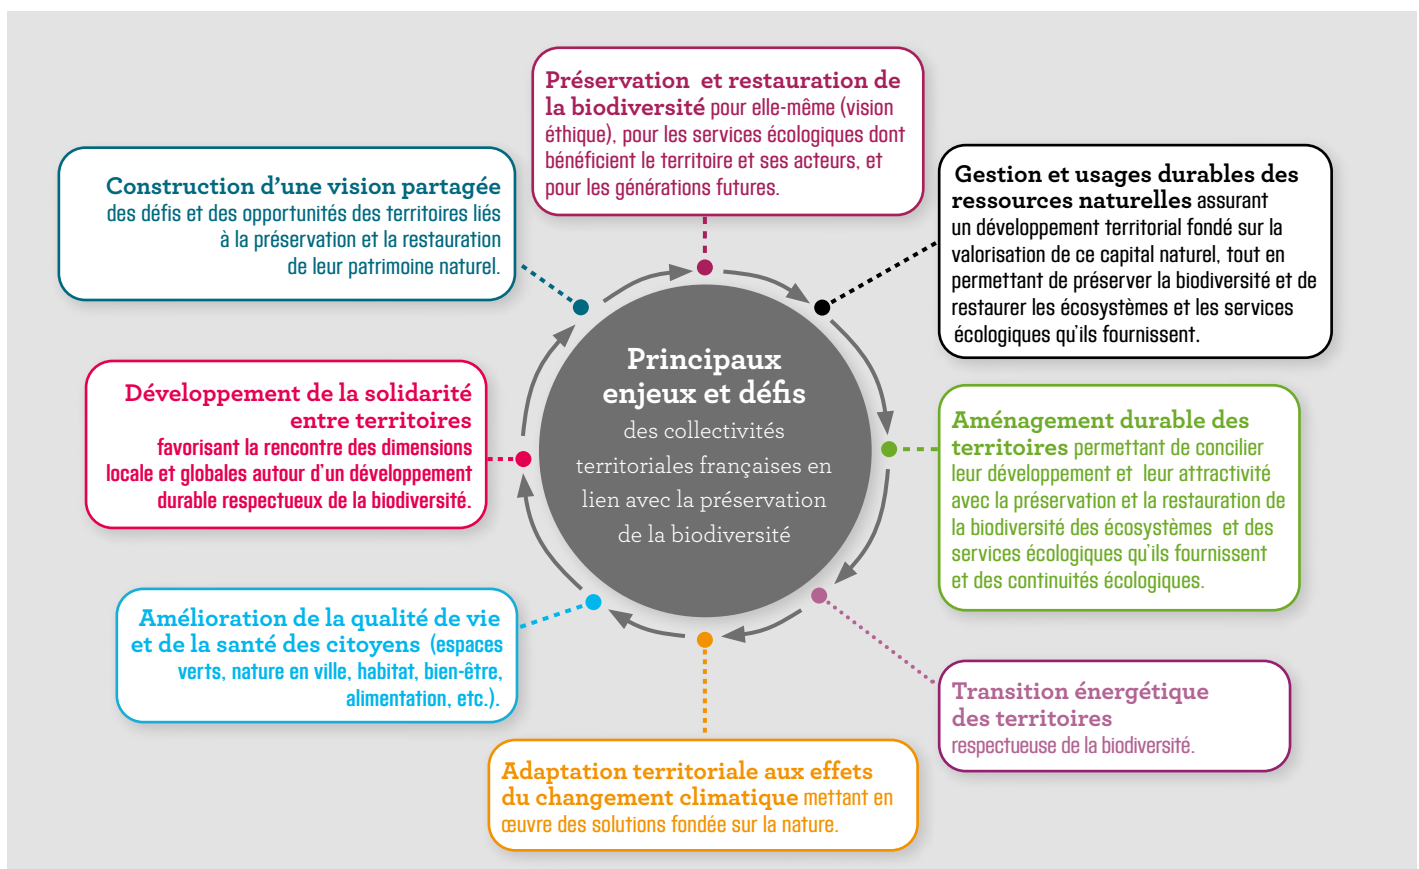 Préservation et restauration de
la biodiversité pour elle-même (vision
éthique), pour les services écologiques dont
bénéficient le territoire et ses acteurs, et
pour les générations futures.
Gestion et usages durables des
ressources naturelles assurant
un développement territorial fondé sur la
valorisation de ce capital naturel, tout en
permettant de préserver la biodiversité et de
restaurer les écosystèmes et les services
écologiques qu'ils fournissent.
Aménagement durable des
territoires permettant de concilier
leur développement et leur attractivité
avec la préservation et la restauration de
la biodiversité des écosystèmes et des
services écologiques qu'ils fournissent
et des continuités écologiques.
Transition énergétique
des territoires
respectueuse de la biodiversité.
Adaptation territoriale aux effets
du changement climatique mettant en
œuvre des solutions fondée sur la nature.
Amélioration de la qualité de vie
et de la santé des citoyens (espaces
verts, nature en ville, habitat, bien-être,
alimentation, etc.).
Développement de la solidarité
entre territoires
favorisant la rencontre des dimensions
locale et globales autour d'un développement
durable respectueux de la biodiversité.
Construction d'une vision partagée
des défis et des opportunités des territoires liés
à la préservation et la restauration
de leur patrimoine naturel.
Principaux
enjeux et défis
des collectivités
territoriales françaises en
lien avec la préservation
de la biodiversité